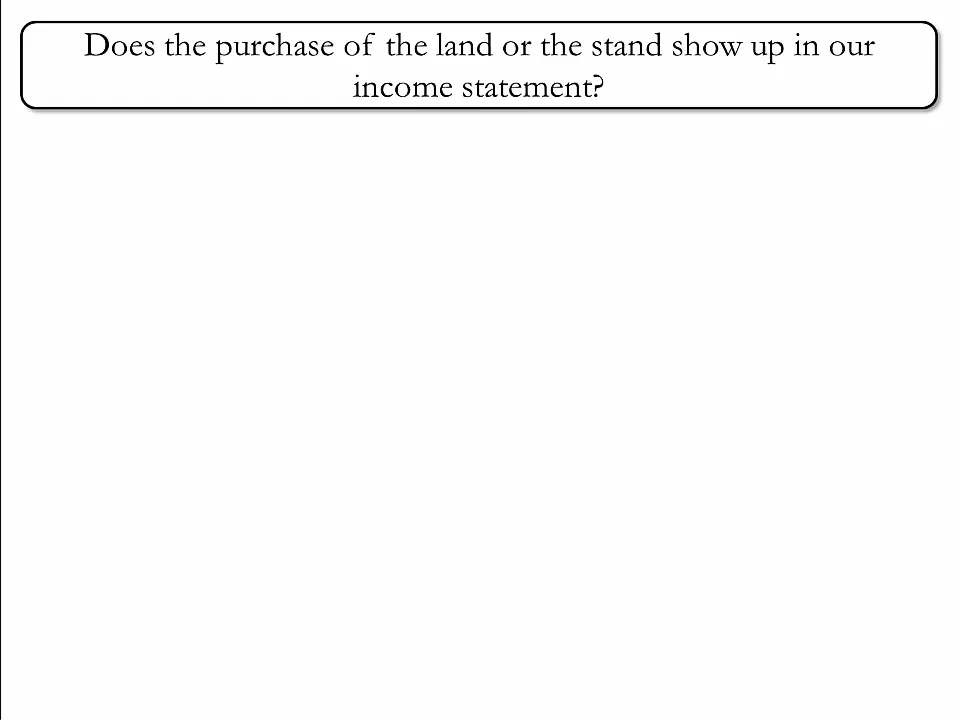 Does the purchase of the land or the stand show up in our
income statement?